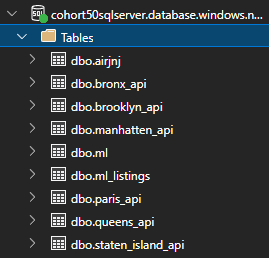 cohort50sqlserver.database.windows.n...
Tables
dbo.airjnj
dbo.bronx_api
dbo.brooklyn_api
dbo.manhatten_api
dbo.ml
dbo.ml_listings
dbo.paris_api
dbo.queens_api
dbo.staten_island_api